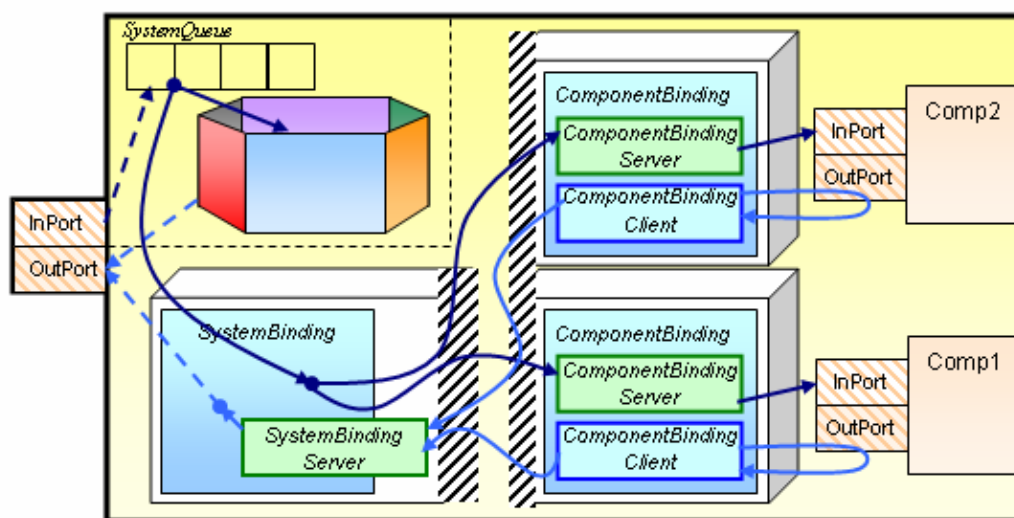 SystemQueue
InPort
OutPort
SystemBinding
SystemBinding
Server
ComponentBinding
ComponentBinding
Server
ComponentBinding
Client
InPort
OutPort
Comp2
ComponentBinding
ComponentBinding
Server
ComponentBinding
Client
InPort
OutPort
Comp1